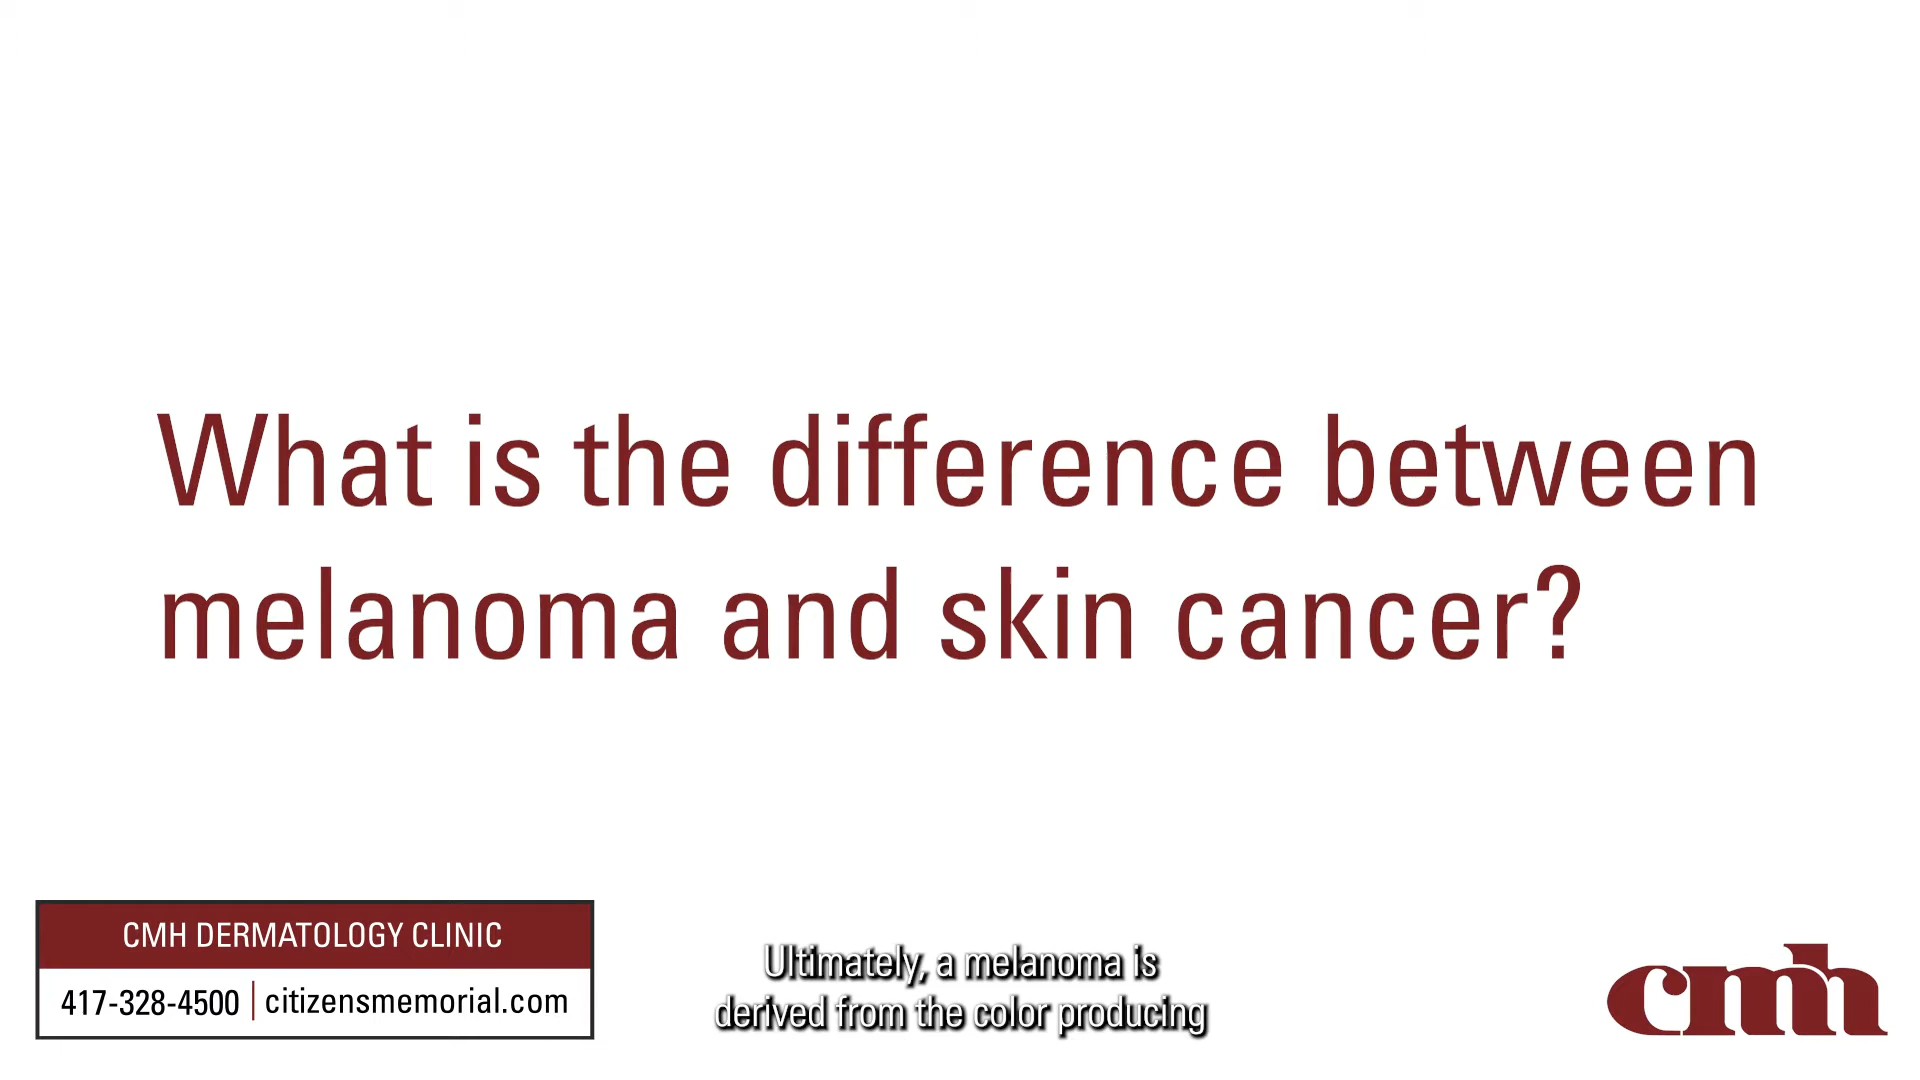 What is the difference between
melanoma and skin cancer?
CMH DERMATOLOGY CLINIC
417-328-4500 | citizensmemorial.com
Ultimately, a melanoma is
derived from the color producing
cmh